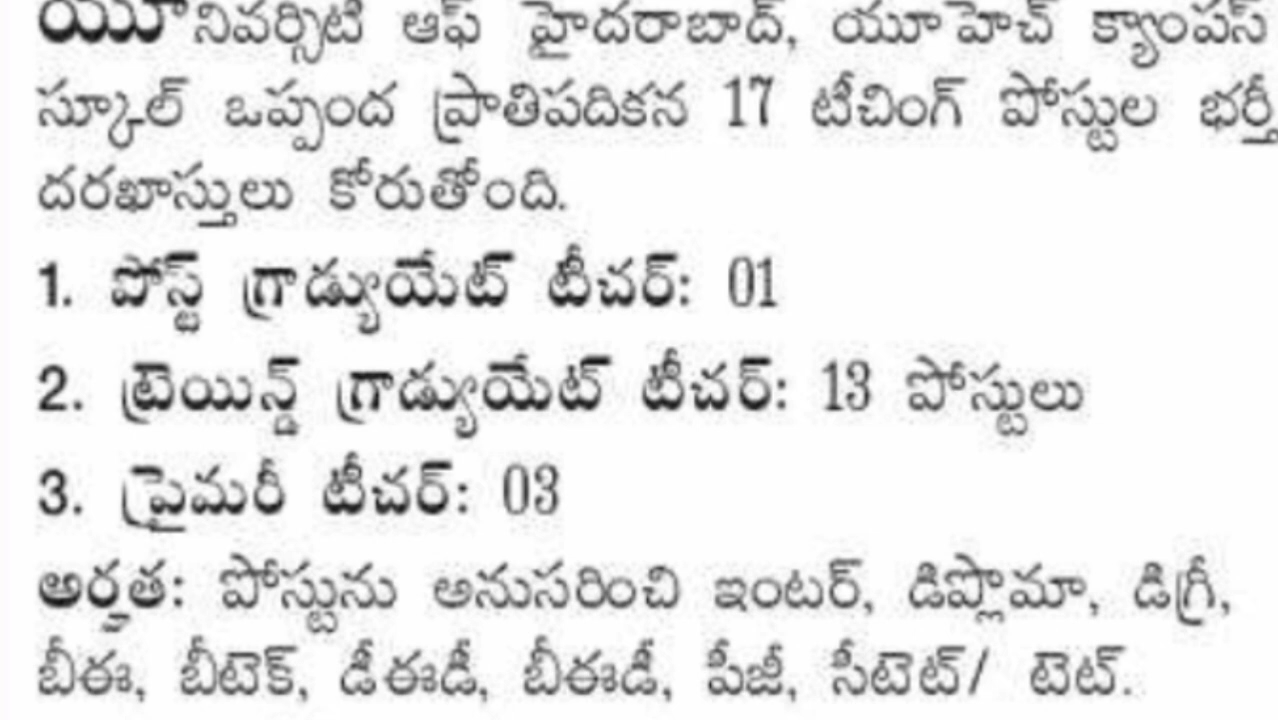 యూనివర్సిటీ ఆఫ్ హైదరాబాద్, యూహెచ్ క్యాంపస్
స్కూల్ ఒప్పంద ప్రాతిపదికన 17 టీచింగ్ పోస్టుల భర్తీ
దరఖాస్తులు కోరుతోంది.
1. పోస్ట్ గ్రాడ్యుయేట్ టీచర్: 01
2. ట్రెయిన్డ్ గ్రాడ్యుయేట్ టీచర్: 13 పోస్టులు
3. ప్రైమరీ టీచర్: 03
అర్హత: పోస్టును అనుసరించి ఇంటర్, డిప్లొమా, డిగ్రీ,
బీఈ, బీటెక్, డీఈడీ, బీఈడీ, పీజీ, సీటెట్/ టెట్.